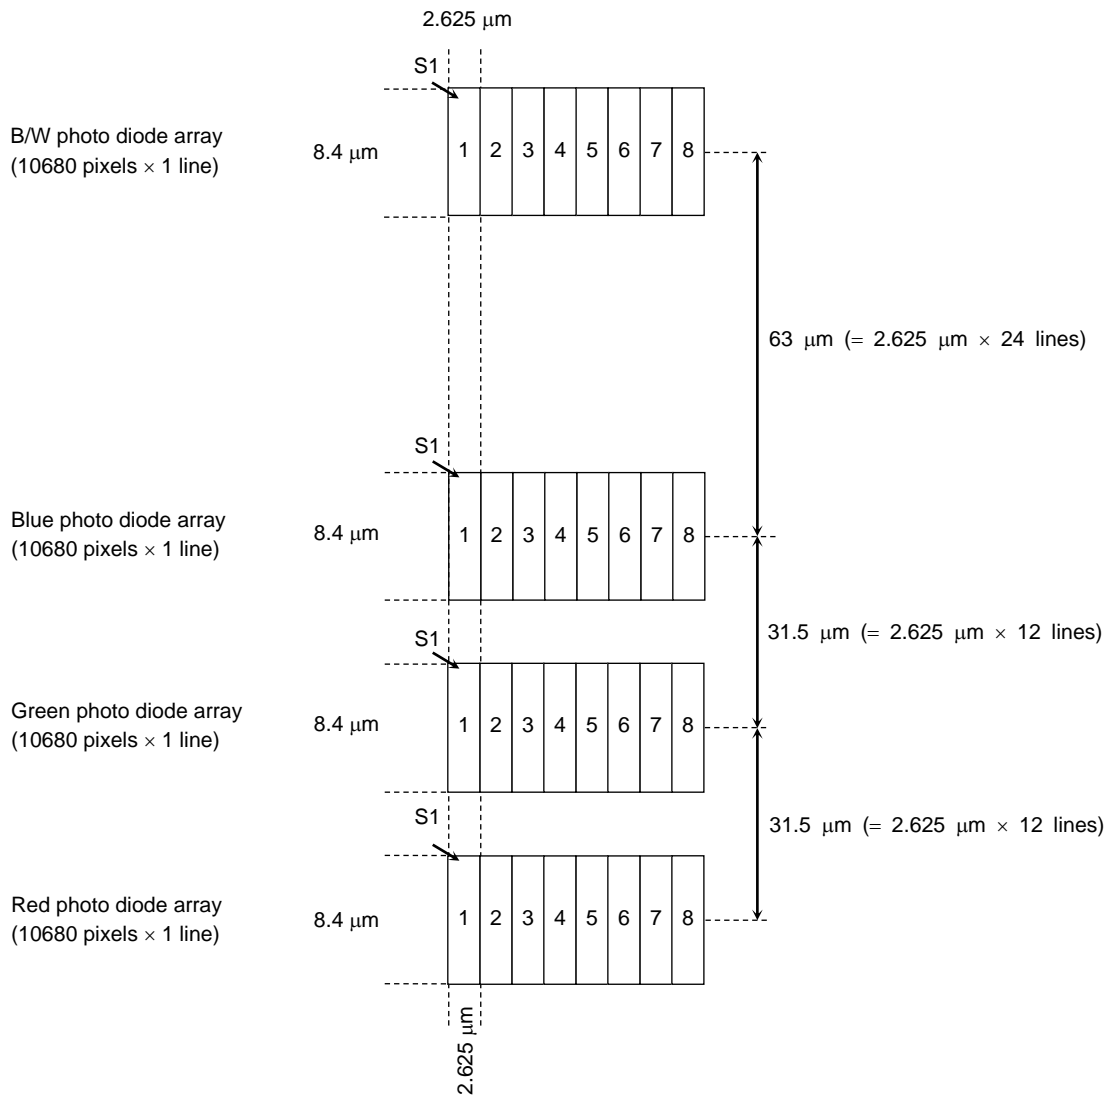 2.625 μm
S1
B/W photo diode array
(10680 pixels × 1 line)
8.4 μm
1 2 3 4 5 6 7 8
63 μm (= 2.625 μm × 24 lines)
S1
Blue photo diode array
(10680 pixels × 1 line)
8.4 μm
1 2 3 4 5 6 7 8
31.5 μm (= 2.625 μm × 12 lines)
S1
Green photo diode array
(10680 pixels × 1 line)
8.4 μm
1 2 3 4 5 6 7 8
31.5 μm (= 2.625 μm × 12 lines)
S1
Red photo diode array
(10680 pixels × 1 line)
8.4 μm
1 2 3 4 5 6 7 8
2.625 μm